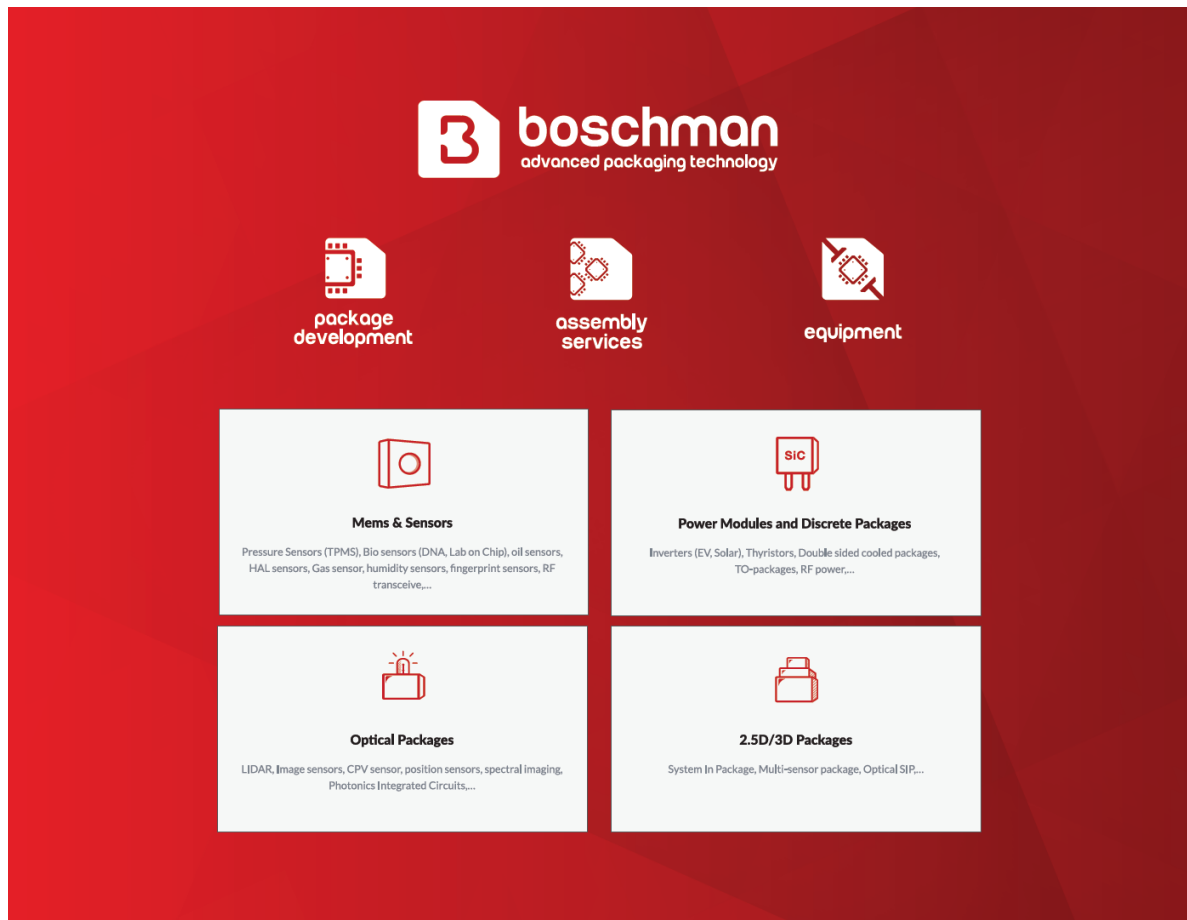 boschman
advanced packaging technology
package
development
assembly
services
equipment
Mems & Sensors
Pressure Sensors (TPMS), Bio sensors (DNA, Lab on Chip), oil sensors,
HAL sensors, Gas sensor, humidity sensors, fingerprint sensors, RF
transceive,...
SiC
Power Modules and Discrete Packages
Inverters (EV, Solar), Thyristors, Double sided cooled packages,
TO-packages, RF power,...
Optical Packages
LIDAR, Image sensors, CPV sensor, position sensors, spectral imaging,
Photonics Integrated Circuits,...
2.5D/3D Packages
System In Package, Multi-sensor package, Optical SIP,...